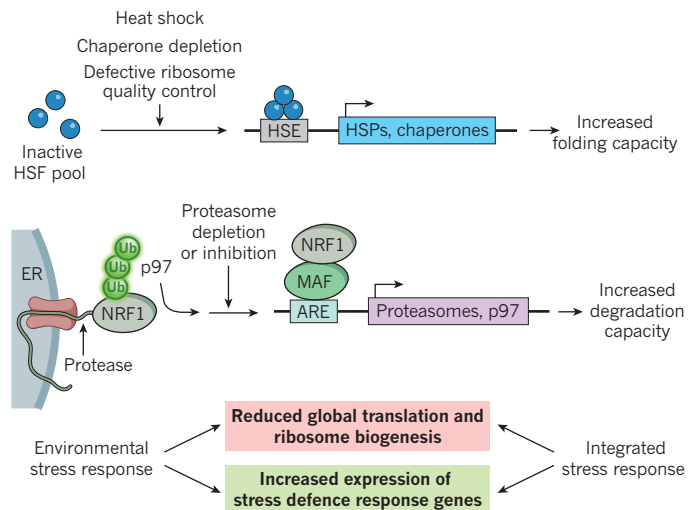 Heat shock
Chaperone depletion
Defective ribosome
quality control
Inactive
HSF pool
HSE
HSPs, chaperones
Increased
folding capacity
Proteasome
depletion
or inhibition
ER
Ub
Ub
Ub
p97
NRF1
Protease
NRF1
MAF
ARE
Proteasomes, p97
Increased
degradation
capacity
Environmental
stress response
Reduced global translation and
ribosome biogenesis
Increased expression of
stress defence response genes
Integrated
stress response